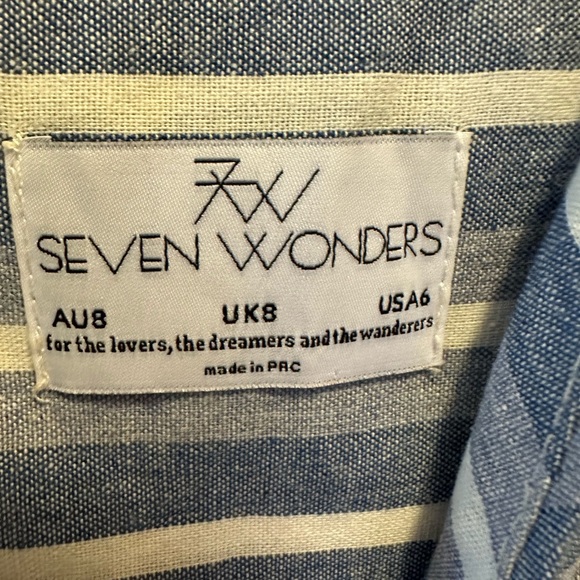 7W
SEVEN WONDERS
AU8 UK8 USA6
for the lovers, the dreamers and the wanderers
made in PRC